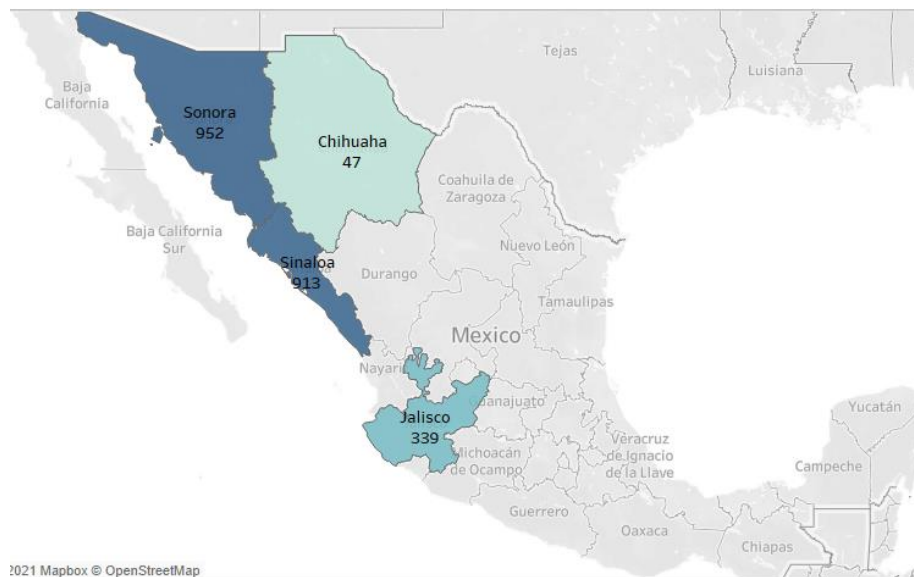 Tejas
Luisiana
Baja
California
Sonora
952
Chihuaha
47
Coahuila de
Zaragoza
Baja California
Sur
Nuevo León
Sinaloa
913
Durango
Tamaulipas
Mexico
Nayari
Guanajuato
Jalisco
339
Yucatán
Michoacán
de Ocampo
Veracruz
de Ignacio
de la Llave
Campeche
Guerrero
Oaxaca
Chiapas
2021 Mapbox © OpenStreetMap